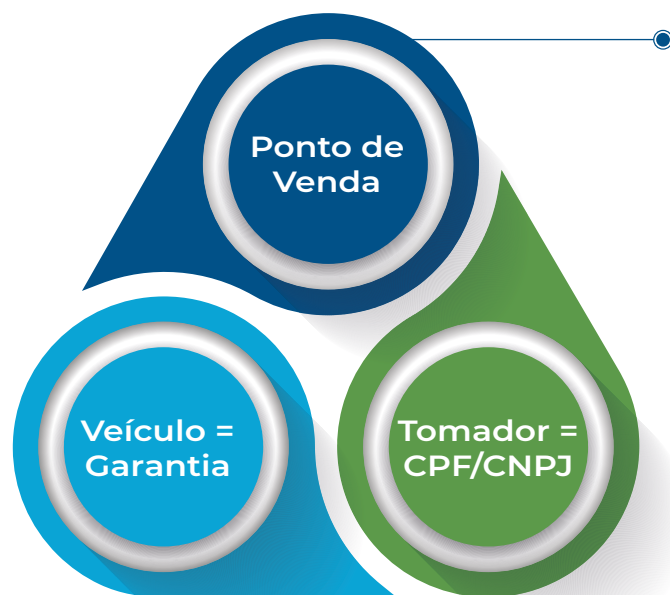 Ponto de
Venda
Veículo =
Garantia
Tomador =
CPF/CNPJ